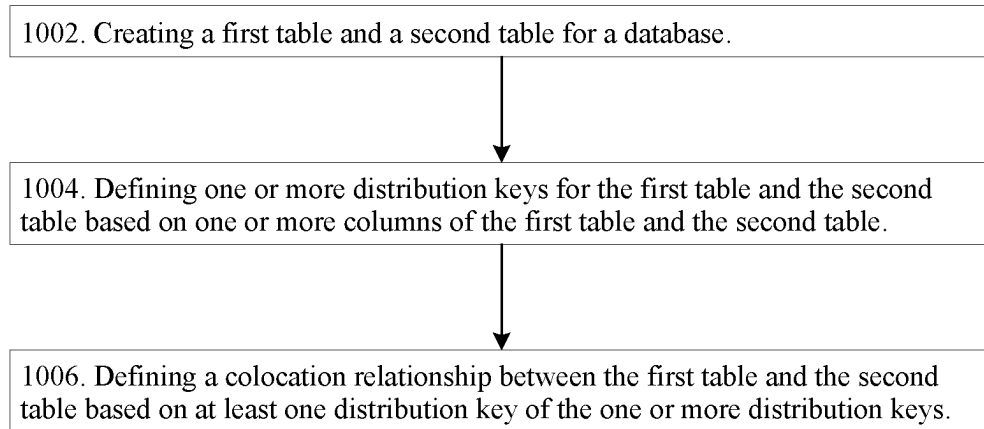 1002. Creating a first table and a second table for a database.
1004. Defining one or more distribution keys for the first table and the second
table based on one or more columns of the first table and the second table.
1006. Defining a colocation relationship between the first table and the second
table based on at least one distribution key of the one or more distribution keys.